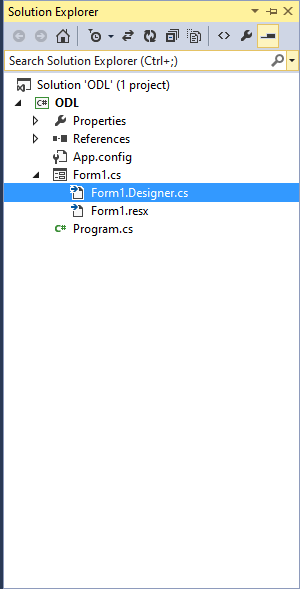 Solution Explorer
Search Solution Explorer (Ctrl+;)
Solution 'ODL' (1 project)
C# ODL
Properties
References
App.config
Form1.cs
Form1.Designer.cs
Form1.resx
C# Program.cs